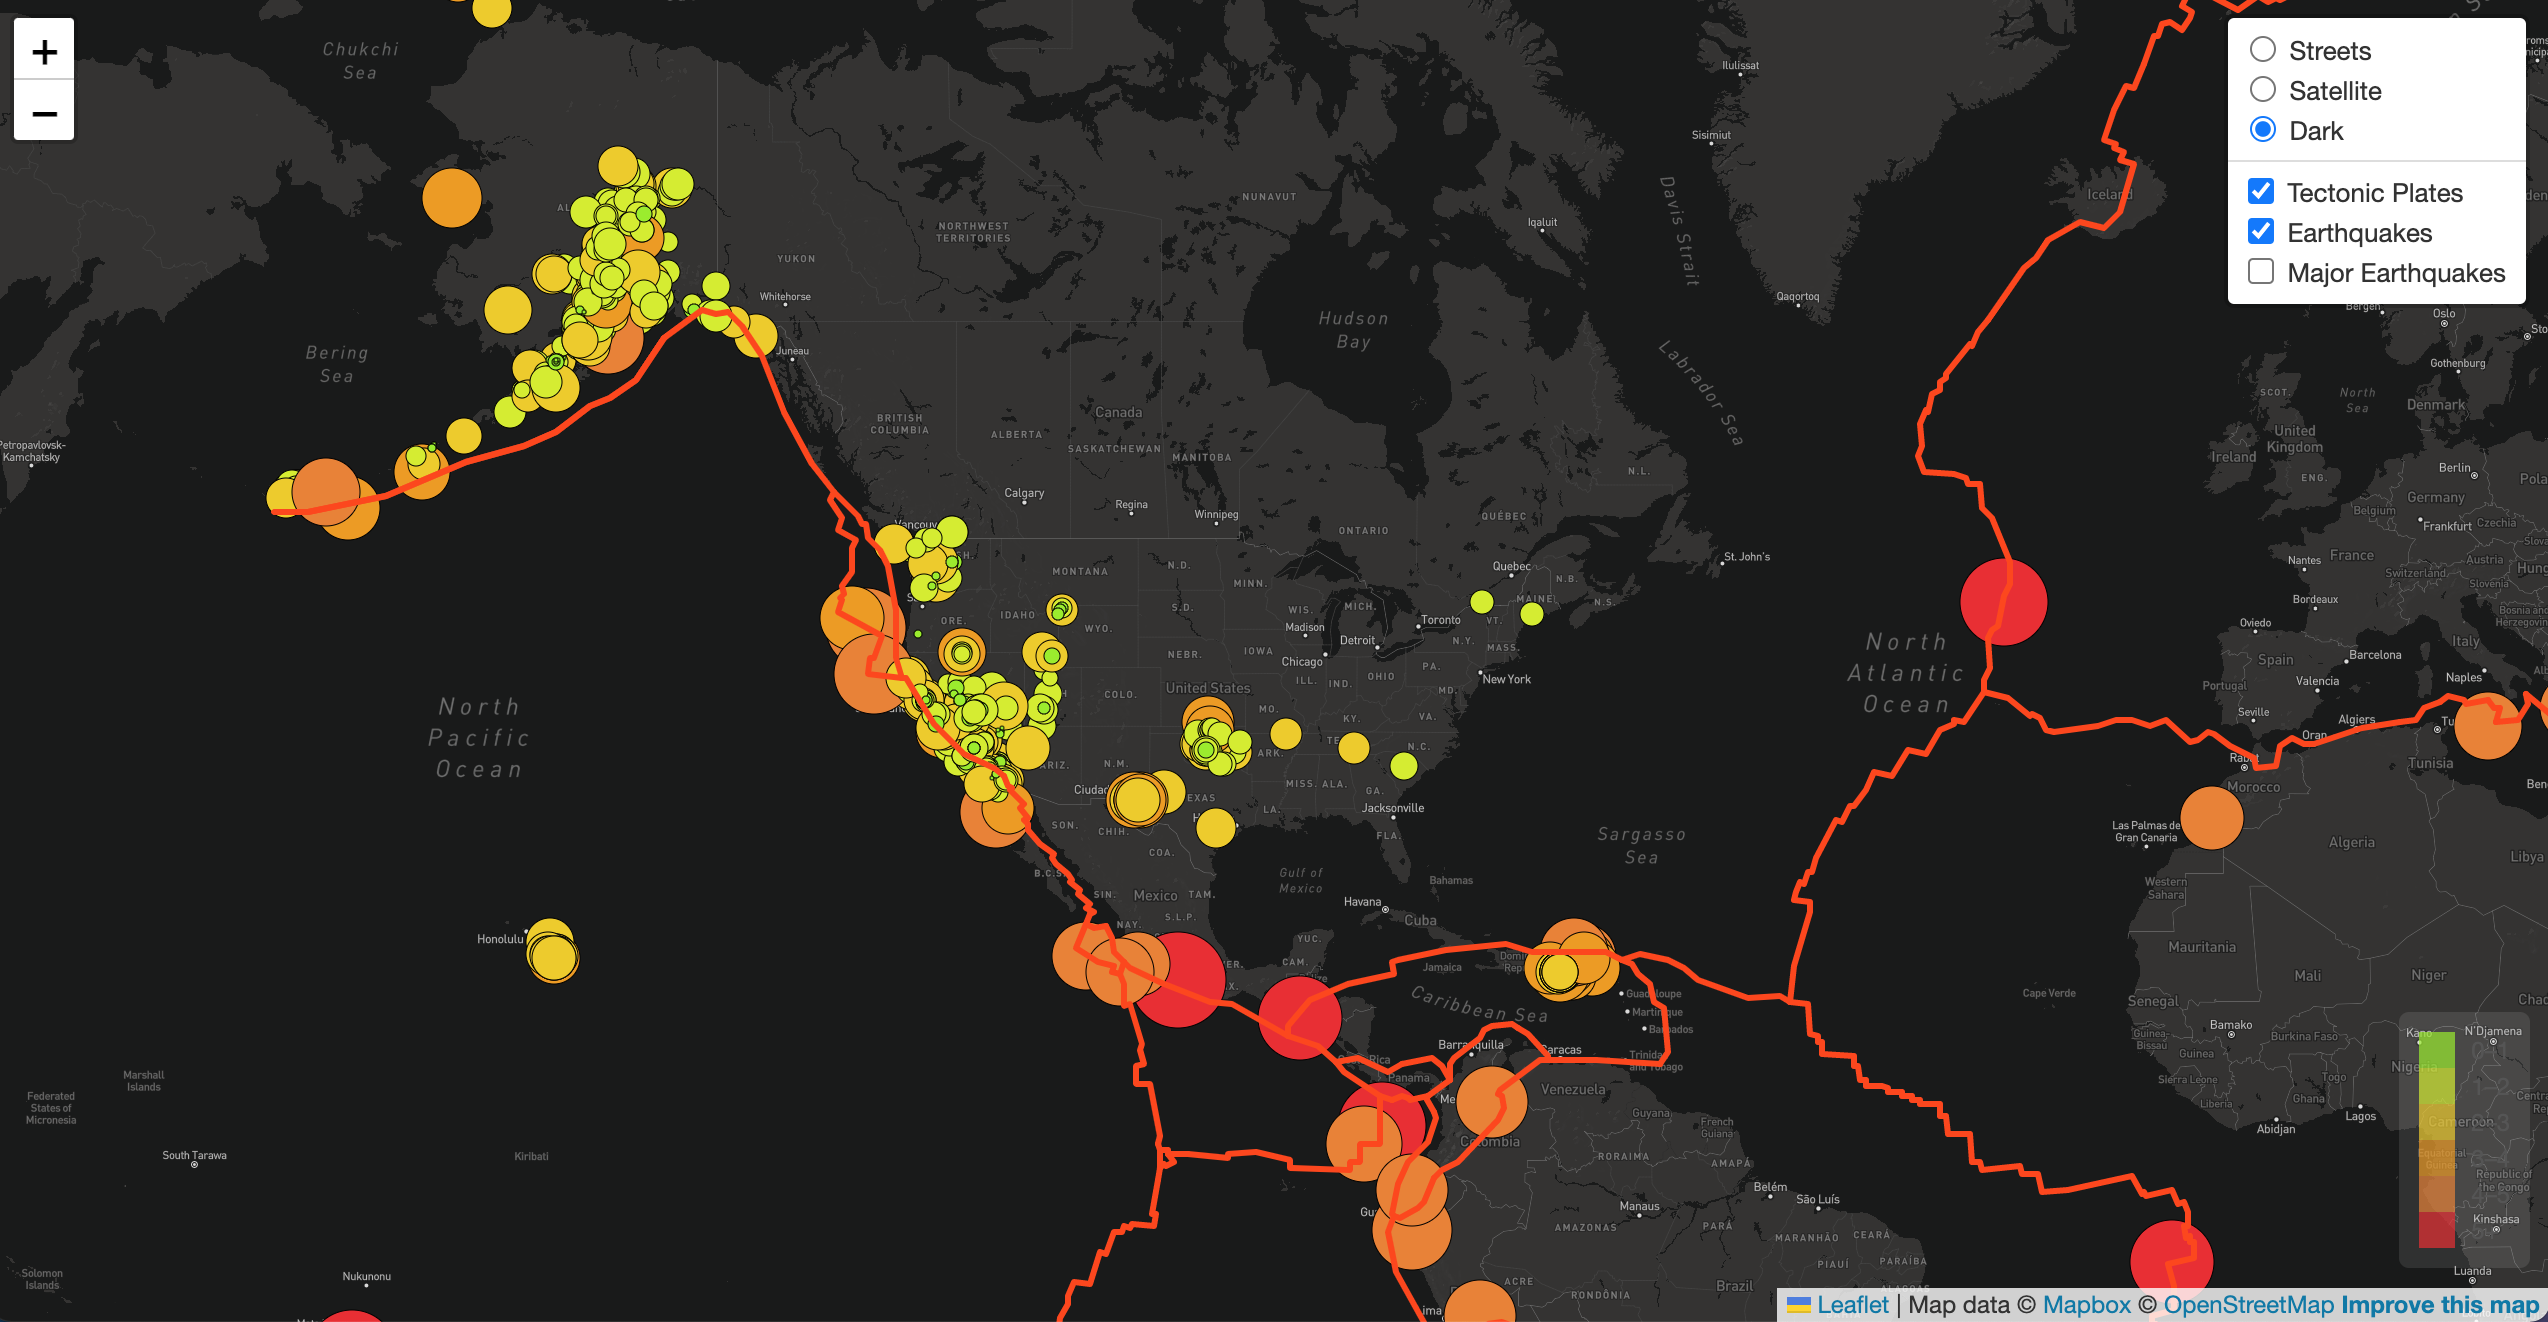 +
−
Streets
Satellite
Dark
Tectonic Plates
Earthquakes
Major Earthquakes
Chukchi
Sea
Ilulissat
Sisimiut
Davis Strait
Iceland
NUNAVUT
NORTHWEST
TERRITORIES
Iqaluit
YUKON
Whitehorse
Qaqortoq
Bergen
Oslo
Hudson
Bay
Bering
Sea
Juneau
Labrador Sea
Gothenburg
SCOT.
North
Sea
Denmark
Canada
BRITISH
COLUMBIA
ALBERTA
SASKATCHEWAN
MANITOBA
United
Kingdom
Ireland
Petropavlovsk-
Kamchatsky
N.L.
Berlin
ENG.
Germany
Calgary
Regina
Winnipeg
Belgium
QUÉBEC
ONTARIO
Frankfurt
Czechia
St. John's
Nantes
France
Austria
Quebec
MONTANA
N.D.
MINN.
N.B.
Switzerland
Slovenia
IDAHO
S.D.
WIS.
MICH.
MAINE
N.S.
Bordeaux
ORE.
WYO.
Madison
Toronto
VT.
Oviedo
Detroit
N.Y.
MASS.
NEBR.
IOWA
Chicago
Italy
North
Atlantic
Ocean
Spain
Barcelona
PA.
New York
ILL.
IND.
OHIO
MD.
Portugal
Valencia
Naples
COLO.
United States
North
Pacific
Ocean
MO.
KY.
VA.
Seville
Algiers
Oran
ARK.
N.C.
Rabat
Tunisia
ARIZ.
N.M.
MISS.
ALA.
GA.
Morocco
Jacksonville
LA.
FLA.
SON.
CHIH.
Las Palmas de
Gran Canaria
Sargasso
Sea
Algeria
Libya
COA.
Gulf of
Mexico
Bahamas
Western
Sahara
SIN.
Mexico
TAM.
Havana
Cuba
S.L.P.
NAY.
Honolulu
YUC.
CAM.
Mauritania
Mali
Niger
Jamaica
Caribbean Sea
Guadeloupe
Martinique
Barbados
Cape Verde
Senegal
Bamako
Burkina Faso
Kano
N'Djamena
Guinea-
Bissau
Guinea
Barranquilla
Caracas
Trinidad
and Tobago
Panama
Venezuela
Marshall
Islands
Federated
States of
Micronesia
Sierra Leone
Togo
Ghana
Liberia
Lagos
Abidjan
Cameroon
Guyana
French
Guiana
Colombia
Equatorial
Guinea
Republic of
the Congo
South Tarawa
Kiribati
RORAIMA
AMAPÁ
Belém
São Luís
Manaus
AMAZONAS
PARÁ
MARANHÃO
CEARÁ
PIAUÍ
PARAÍBA
Kinshasa
Luanda
Solomon
Islands
Nukunonu
ACRE
RONDÔNIA
Brazil
Leaflet | Map data © Mapbox © OpenStreetMap Improve this map